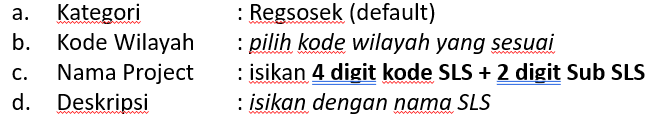 a. Kategori : Regsosek (default)
b. Kode Wilayah : pilih kode wilayah yang sesuai
c. Nama Project : isikan 4 digit kode SLS + 2 digit Sub SLS
d. Deskripsi : isikan dengan nama SLS